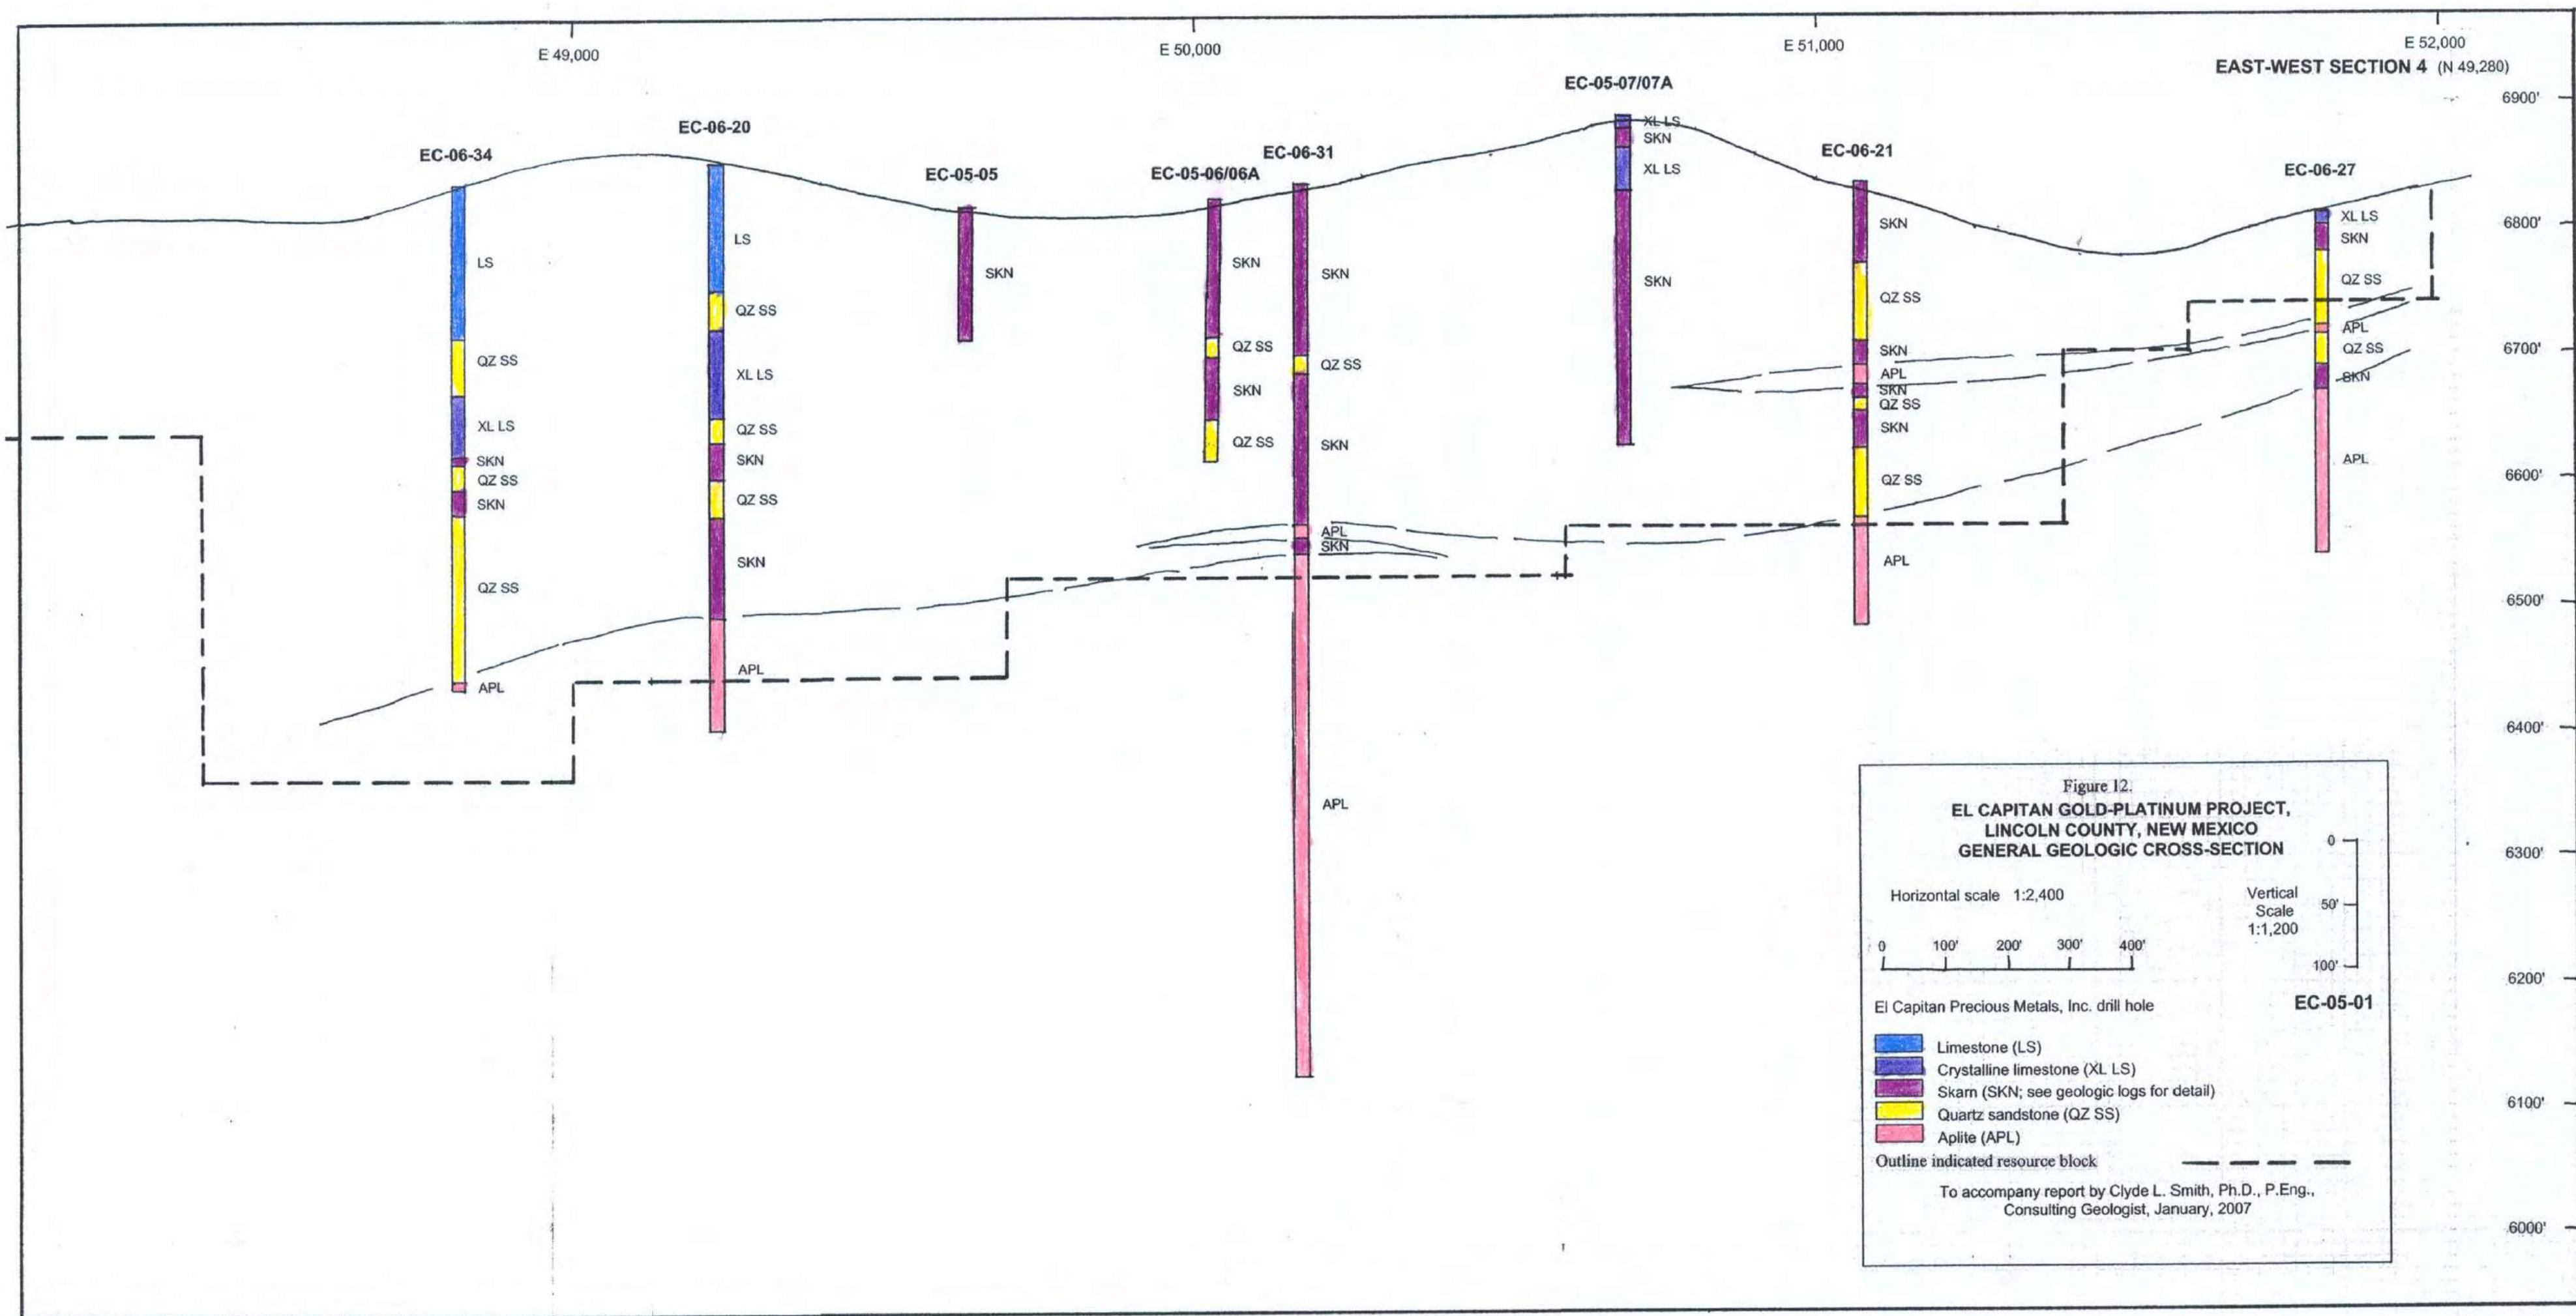 E 49,000
E 50,000
E 51,000
E 52,000
EAST-WEST SECTION 4 (N 49,280)
6900'
6800'
6700'
6600'
6500'
6400'
6300'
6200'
6100'
6000'
EC-06-34
LS
QZ SS
XL LS
SKN
QZ SS
SKN
QZ SS
APL
EC-06-20
LS
QZ SS
XL LS
QZ SS
SKN
QZ SS
SKN
APL
EC-05-05
SKN
EC-05-06/06A
SKN
QZ SS
SKN
QZ SS
EC-06-31
SKN
QZ SS
SKN
APL
SKN
APL
EC-05-07/07A
XL LS
SKN
XL LS
SKN
EC-06-21
SKN
QZ SS
SKN
APL
SKN
QZ SS
SKN
QZ SS
APL
EC-06-27
XL LS
SKN
QZ SS
APL
QZ SS
SKN
APL
Figure 12.
EL CAPITAN GOLD-PLATINUM PROJECT,
LINCOLN COUNTY, NEW MEXICO
GENERAL GEOLOGIC CROSS-SECTION
Horizontal scale 1:2,400
0 100' 200' 300' 400'
Vertical
Scale
1:1,200
0
50'
100'
El Capitan Precious Metals, Inc. drill hole EC-05-01
Limestone (LS)
Crystalline limestone (XL LS)
Skarn (SKN; see geologic logs for detail)
Quartz sandstone (QZ SS)
Aplite (APL)
Outline indicated resource block
To accompany report by Clyde L. Smith, Ph.D., P.Eng.,
Consulting Geologist, January, 2007